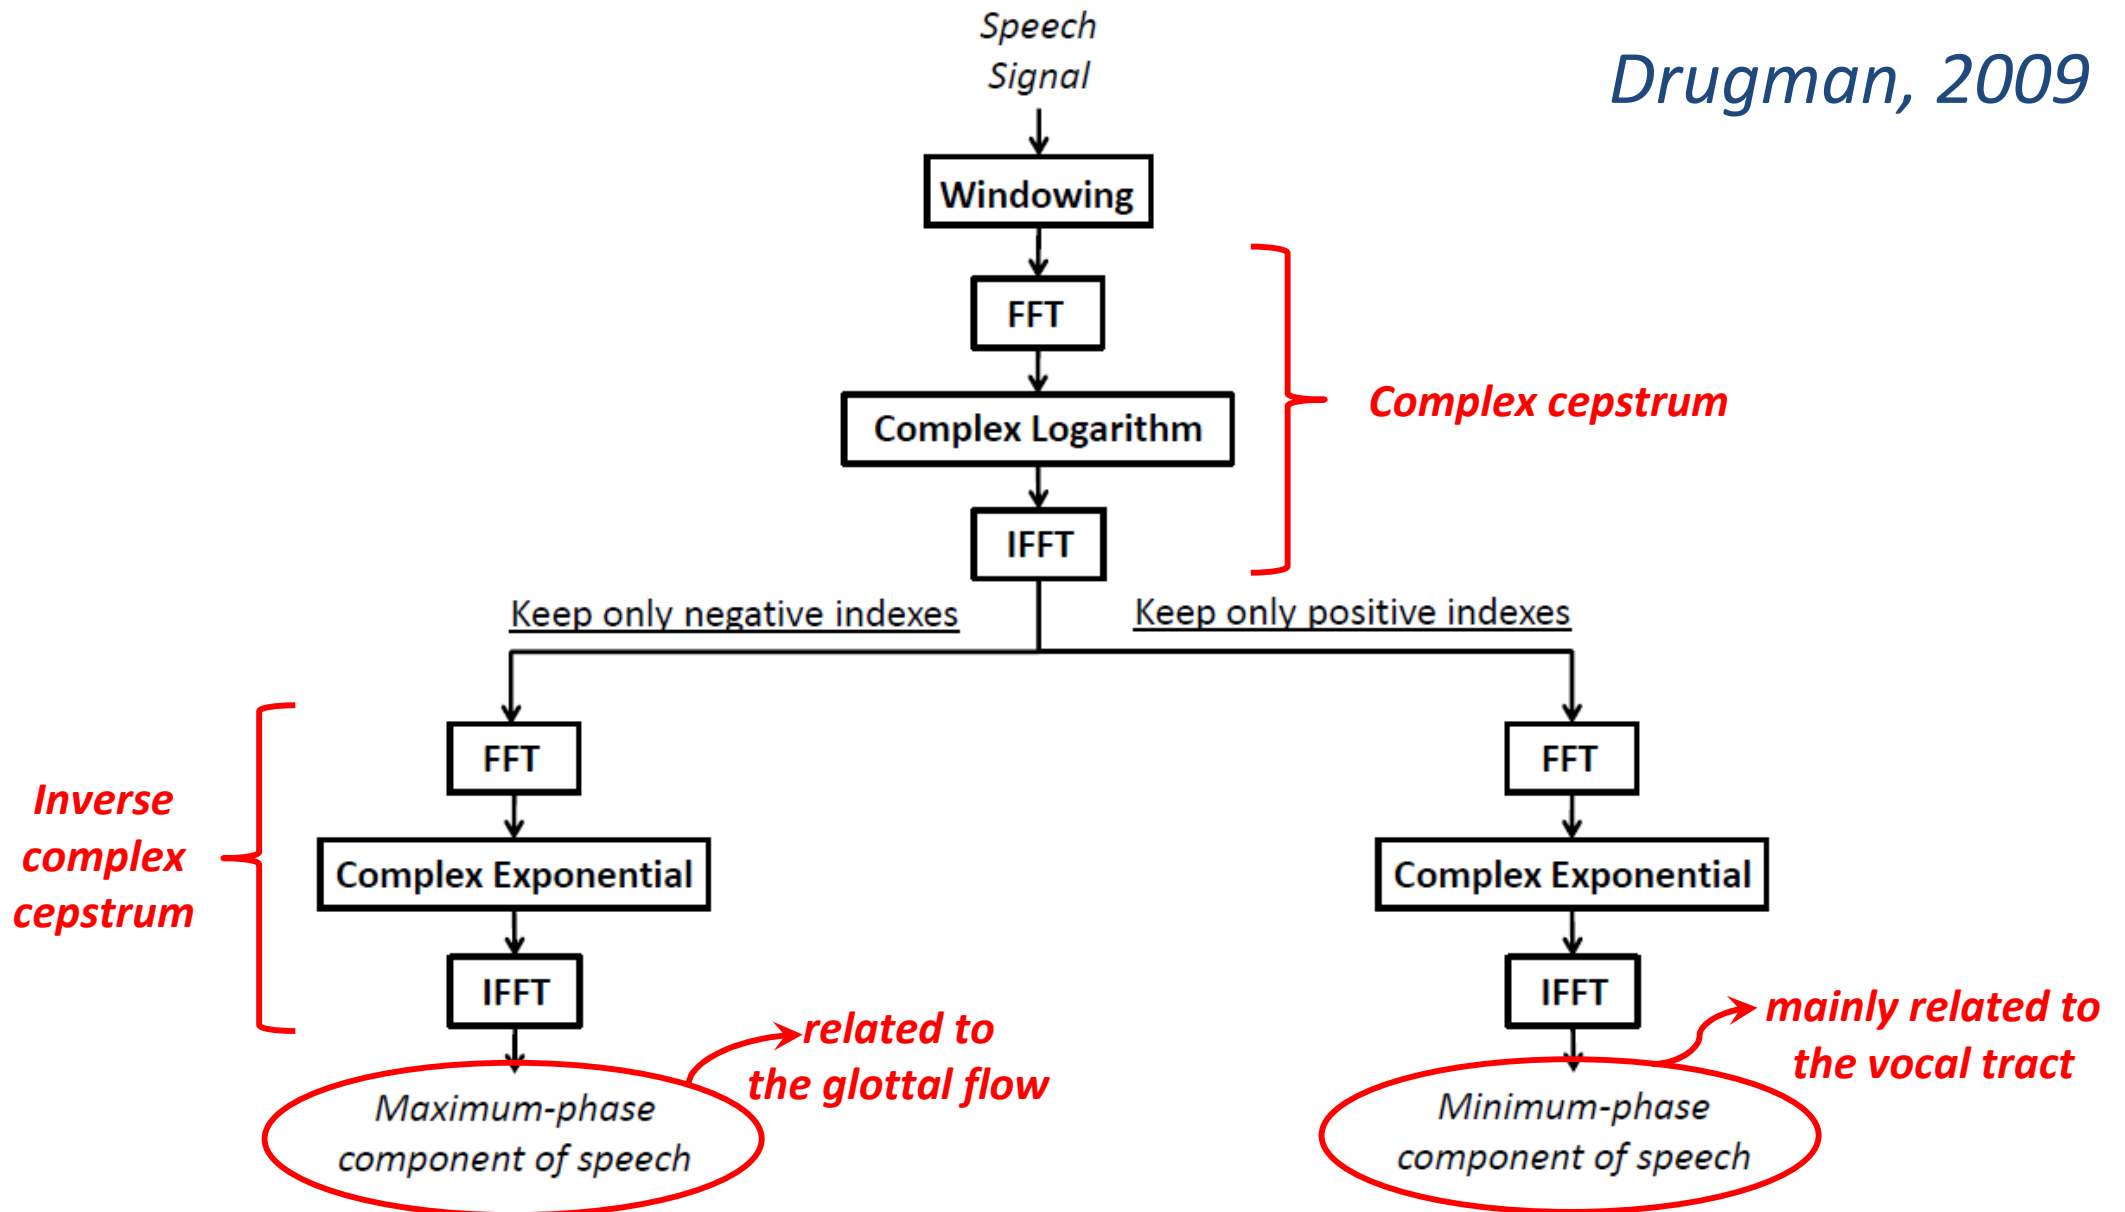 Speech
Signal
Drugman, 2009
Windowing
FFT
Complex Logarithm
Complex cepstrum
IFFT
Keep only negative indexes
Keep only positive indexes
FFT
FFT
Inverse
complex
cepstrum
Complex Exponential
Complex Exponential
IFFT
IFFT
related to
the glottal flow
mainly related to
the vocal tract
Maximum-phase
component of speech
Minimum-phase
component of speech